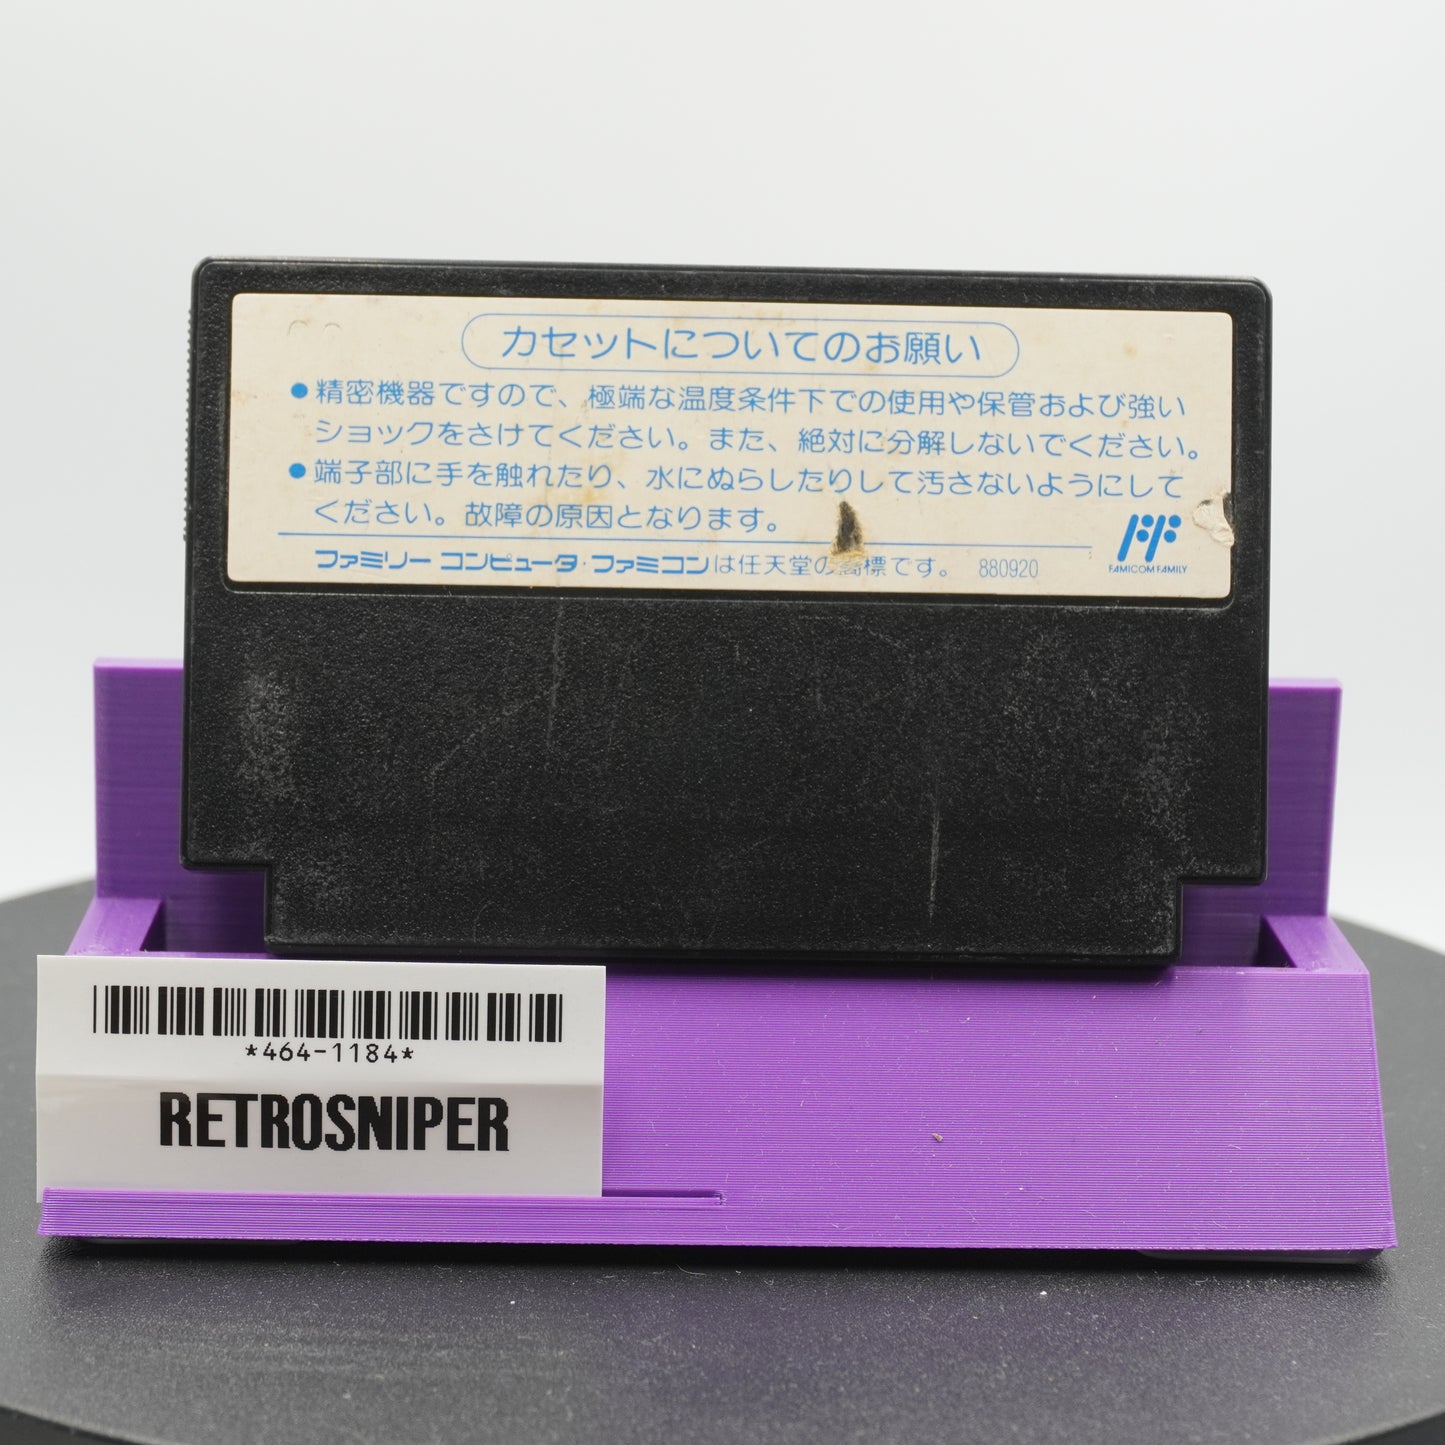 カセットについてのお願い
●精密機器ですので、極端な温度条件下での使用や保管および強い
ショックをさけてください。また、絶対に分解しないでください。
●端子部に手を触れたり、水にぬらしたりして汚さないようにして
ください。故障の原因となります。
ファミリーコンピュータ・ファミコンは任天堂の商標です。 880920
FAMICOM FAMILY
*464-1184*
RETROSNIPER